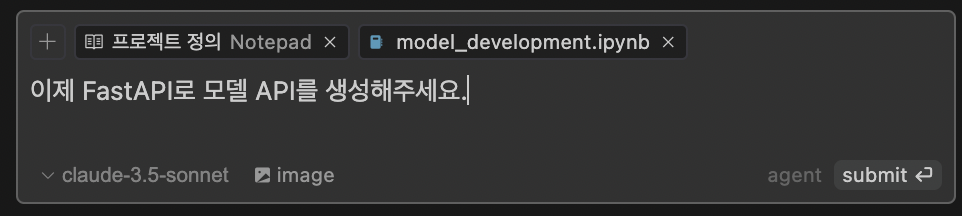 프로젝트 정의 Notepad × model_development.ipynb ×
이제 FastAPI로 모델 API를 생성해주세요.
claude-3.5-sonnet image agent submit